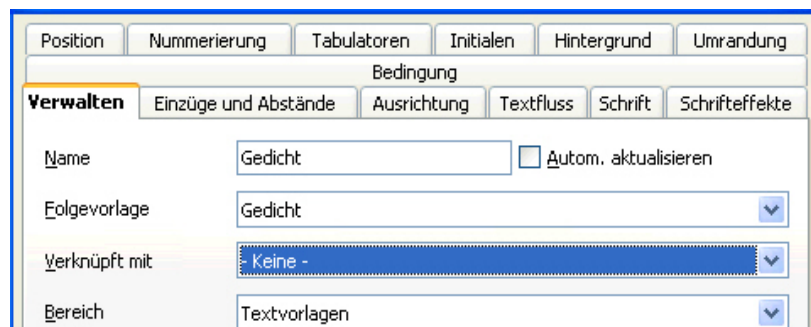 Position Nummerierung Tabulatoren Initialen Hintergrund Umrandung
Bedingung
Verwalten Einzüge und Abstände Ausrichtung Textfluss Schrift Schrifteffekte
Name Gedicht Autom. aktualisieren
Folgevorlage Gedicht
Verknüpft mit - Keine -
Bereich Textvorlagen